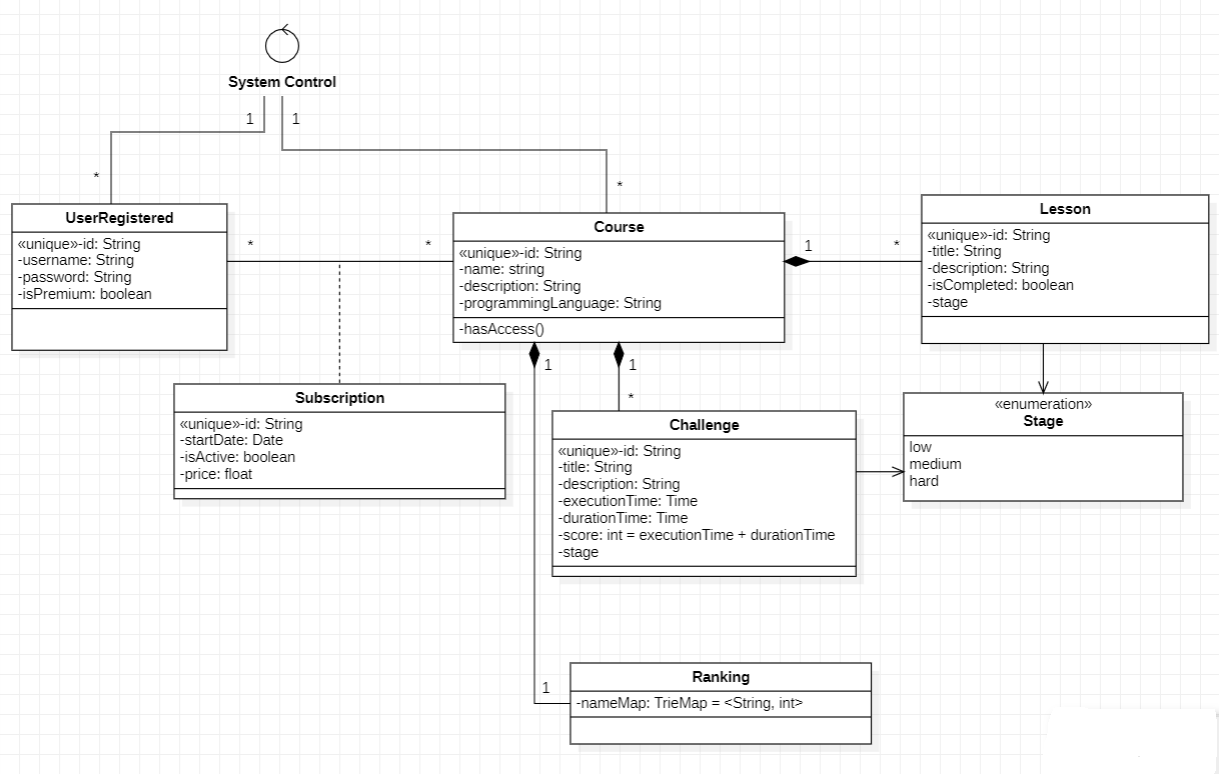 System Control
1
1
*
*
UserRegistered
«unique»-id: String
-username: String
-password: String
-isPremium: boolean
*
*
Course
«unique»-id: String
-name: string
-description: String
-programmingLanguage: String
-hasAccess()
1
*
Lesson
«unique»-id: String
-title: String
-description: String
-isCompleted: boolean
-stage
1
1
*
Subscription
«unique»-id: String
-startDate: Date
-isActive: boolean
-price: float
Challenge
«unique»-id: String
-title: String
-description: String
-executionTime: Time
-durationTime: Time
-score: int = executionTime + durationTime
-stage
«enumeration»
Stage
low
medium
hard
1
Ranking
-nameMap: TrieMap = <String, int>